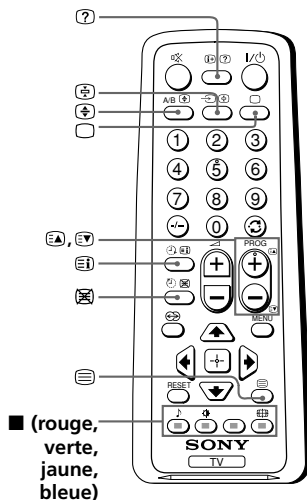 ?
I/⏻
?
A/B
1 2 3
4 5 6
7 8 9
-/-- 0
PROG
+ +
- -
MENU
RESET
■ (rouge,
verte,
jaune,
bleue)
SONY
TV